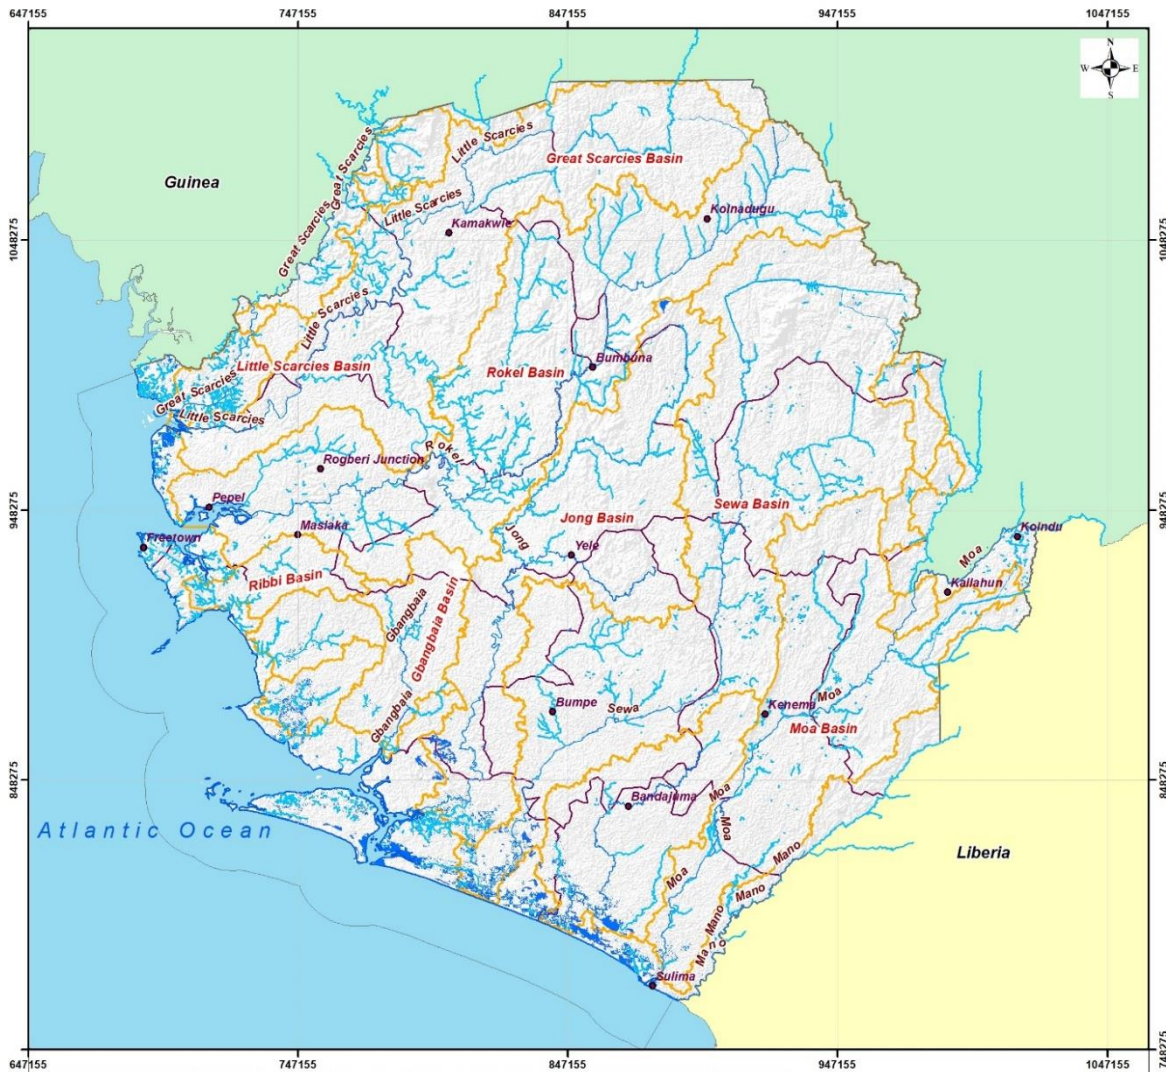 647155 747155 847155 947155 1047155
N
W E
S
Guinea
Great Scarcies
Little Scarcies
Great Scarcies Basin
Great Scarcies
Little Scarcies
Kamakwie
Koinadugu
1048275 1048275
Little Scarcies
Little Scarcies Basin
Rokel Basin
Bumbuna
Great Scarcies
Little Scarcies
Rokel
Rogberi Junction
Pepel
Jong Basin
Sewa Basin
948275 948275
Masiaka
Jong
Koindu
Freetown
Yele
Moa
Ribbi Basin
Kailahun
Gbangbaia
Gbangbaia Basin
Bumpe
Sewa
Kenema
Moa
Gbangbaia
Moa Basin
848275 848275
Moa
Bandajuma
Atlantic Ocean
Moa
Mano
Liberia
Moa
Mano
Mano
Mano
Sulima
748275 748275
647155 747155 847155 947155 1047155